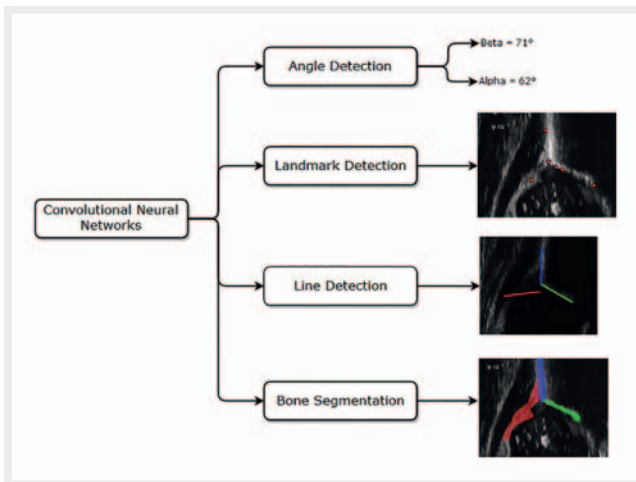 Angle Detection
Beta = 71°
Alpha = 62°
Landmark Detection
Convolutional Neural
Networks
Line Detection
Bone Segmentation